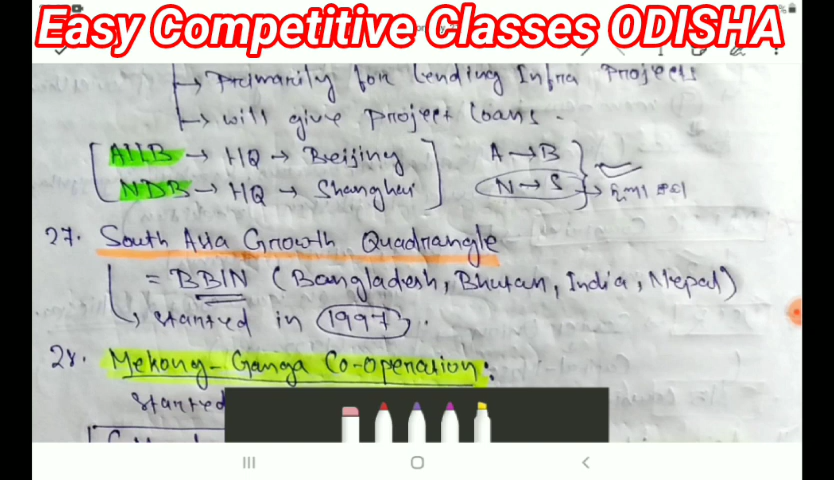 Easy Competitive Classes ODISHA
→ Primarily for lending Infra Projects
→ will give project loans.
AIIB → HQ → Beijing
A → B
NDB → HQ → Shanghai
N → S →
27. South Asia Growth Quadrangle
= BBIN (Bangladesh, Bhutan, India, Nepal)
→ started in 1997.
28. Mekong-Ganga Co-operation:
started